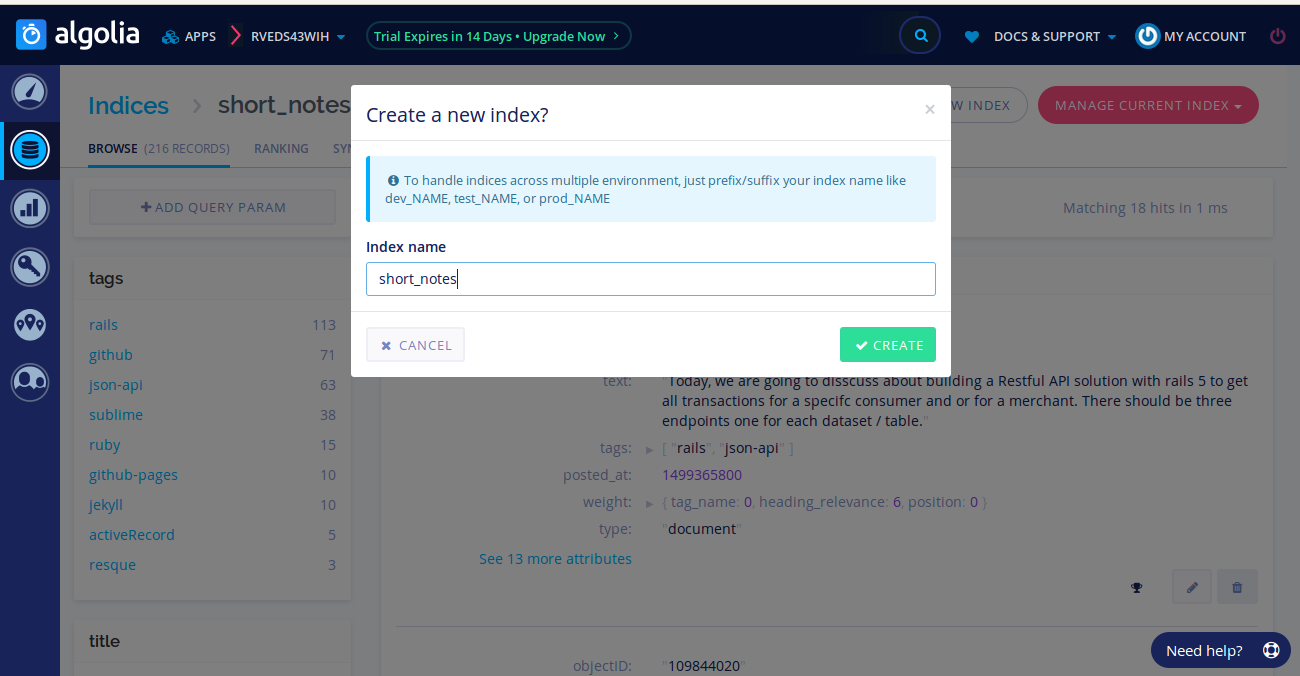 algolia
APPS
RVEDS43WIH
Trial Expires in 14 Days • Upgrade Now
DOCS & SUPPORT
MY ACCOUNT
Indices
short_notes
W INDEX
MANAGE CURRENT INDEX
BROWSE (216 RECORDS)
RANKING
SYN
ADD QUERY PARAM
Matching 18 hits in 1 ms
Create a new index?
×
To handle indices across multiple environment, just prefix/suffix your index name like
dev_NAME, test_NAME, or prod_NAME
Index name
short_notes
CANCEL
CREATE
tags
rails 113
github 71
json-api 63
sublime 38
ruby 15
github-pages 10
jekyll 10
activeRecord 5
resque 3
title
text: "Today, we are going to disscuss about building a Restful API solution with rails 5 to get
all transactions for a specifc consumer and or for a merchant. There should be three
endpoints one for each dataset / table."
tags: [ "rails", "json-api" ]
posted_at: 1499365800
weight: { tag_name: 0, heading_relevance: 6, position: 0 }
type: "document"
See 13 more attributes
objectID: "109844020"
Need help?